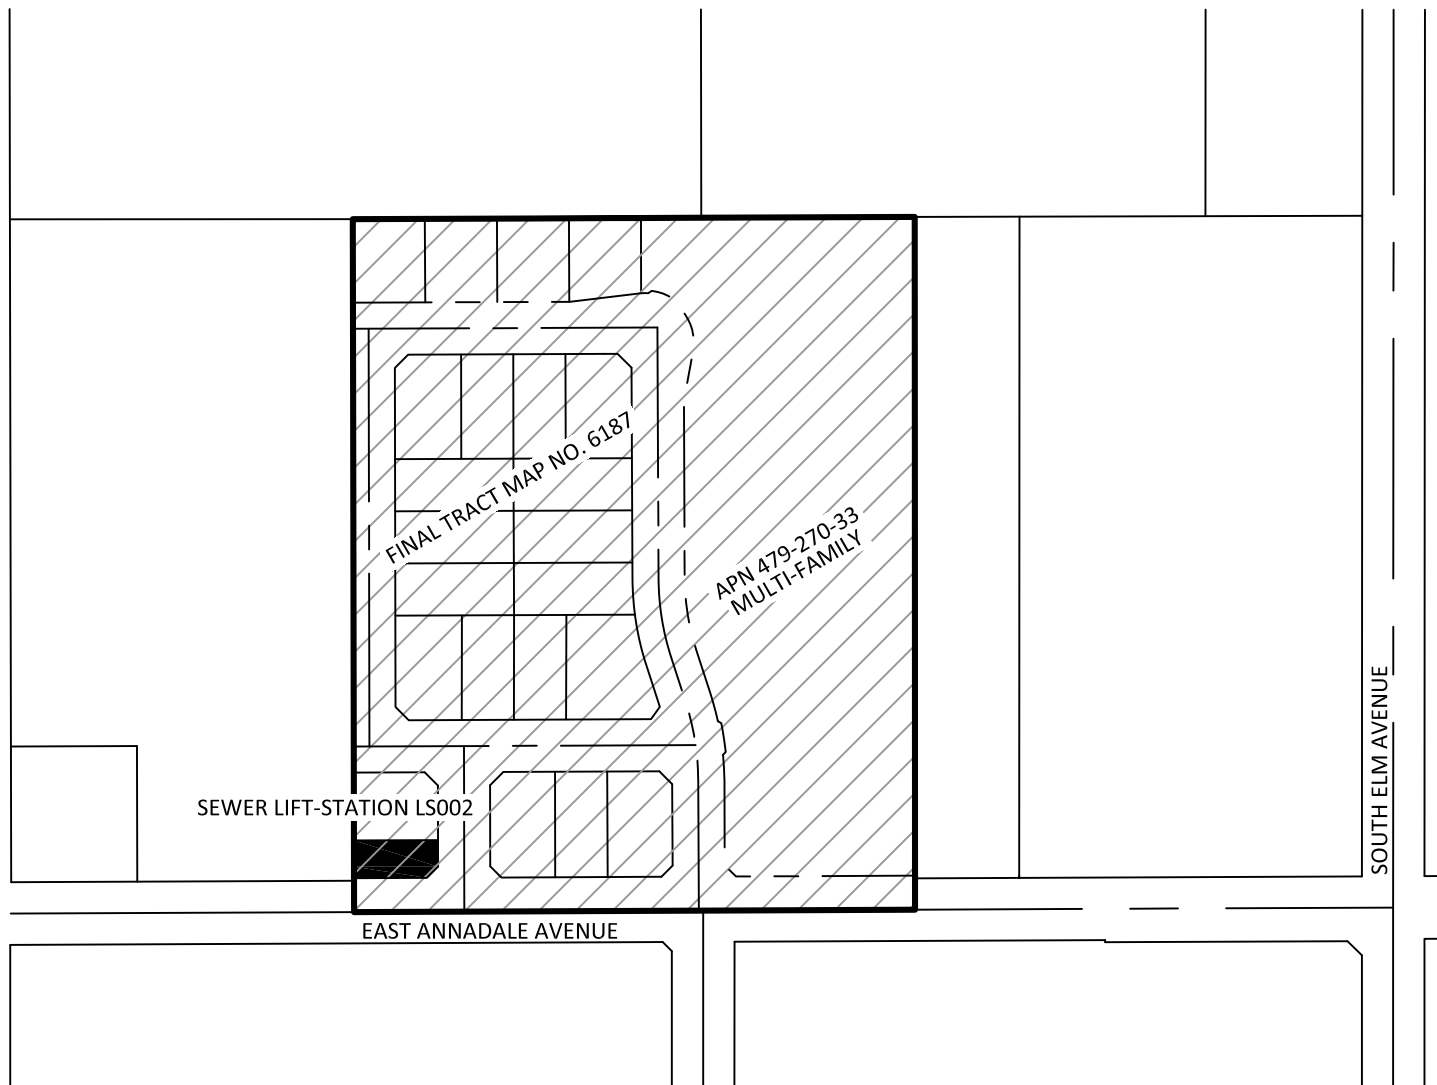 FINAL TRACT MAP NO. 6187
APN 479-270-33
MULTI-FAMILY
SEWER LIFT-STATION LS002
SOUTH ELM AVENUE
EAST ANNADALE AVENUE